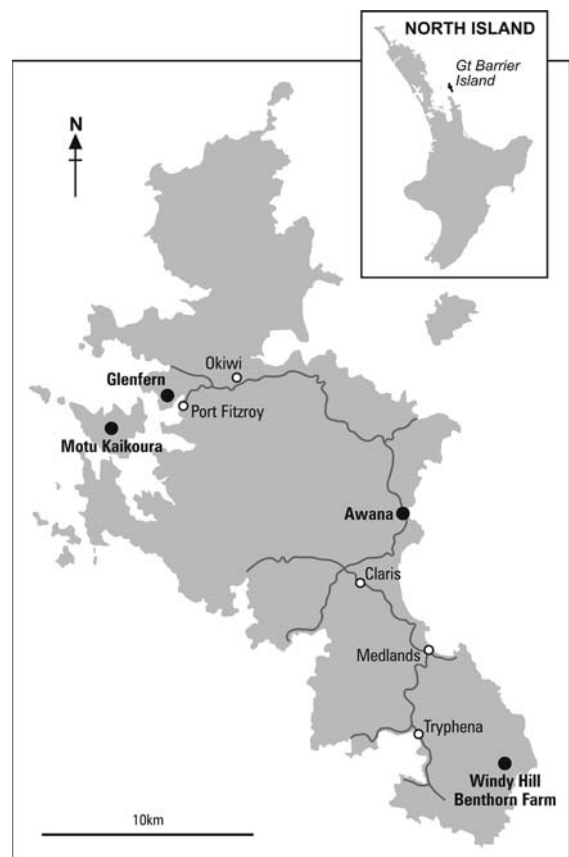 NORTH ISLAND
Gt Barrier
Island
N
Okiwi
Glenfern
Port Fitzroy
Motu Kaikoura
Awana
Claris
Medlands
Tryphena
Windy Hill
Benthorn Farm
10km